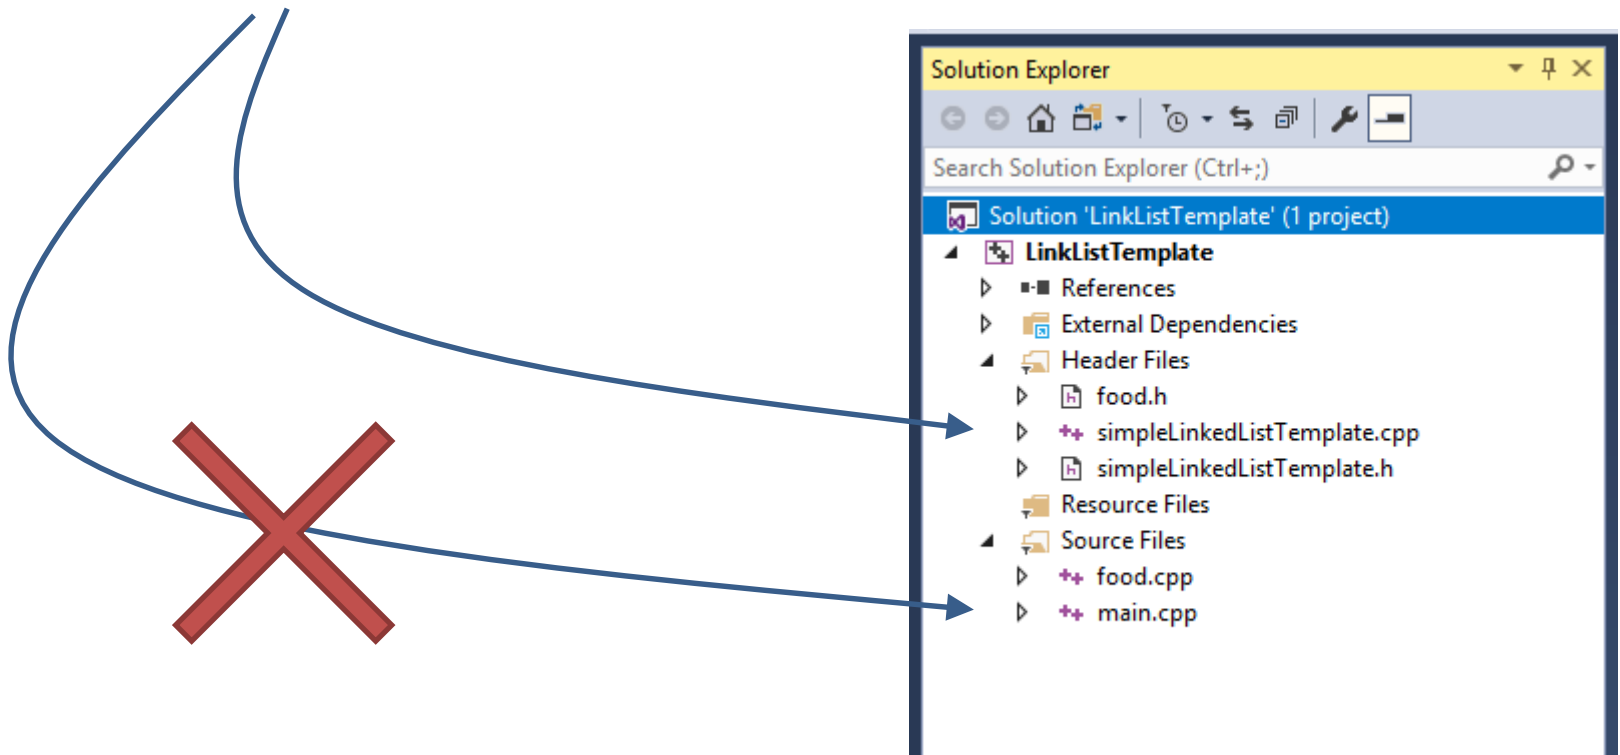 Solution Explorer
Search Solution Explorer (Ctrl+;)
Solution 'LinkListTemplate' (1 project)
LinkListTemplate
References
External Dependencies
Header Files
food.h
simpleLinkedListTemplate.cpp
simpleLinkedListTemplate.h
Resource Files
Source Files
food.cpp
main.cpp